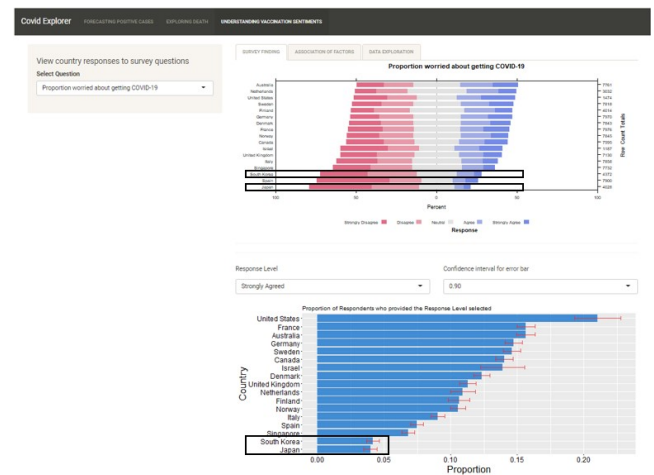 Covid Explorer FORECASTING POSITIVE CASES EXPLORING DEATH UNDERSTANDING VACCINATION SENTIMENTS
View country responses to survey questions
Select Question
Proportion worried about getting COVID-19
SURVEY FINDING ASSOCIATION OF FACTORS DATA EXPLORATION
Proportion worried about getting COVID-19
Australia
Netherlands
United States
Sweden
Finland
Germany
Denmark
France
Norway
Canada
Israel
United Kingdom
Italy
Singapore
South Korea
Spain
Japan
Row Count Totals
100 50 0 50 100
Percent
Strongly Disagree Disagree Neutral Agree Strongly Agree
Response
Response Level
Strongly Agreed
Confidence interval for error bar
0.90
Proportion of Respondents who provided the Response Level selected
Country
United States
France
Australia
Germany
Sweden
Canada
Israel
Denmark
United Kingdom
Netherlands
Finland
Norway
Italy
Spain
Singapore
South Korea
Japan
0.00 0.05 0.10 0.15 0.20
Proportion